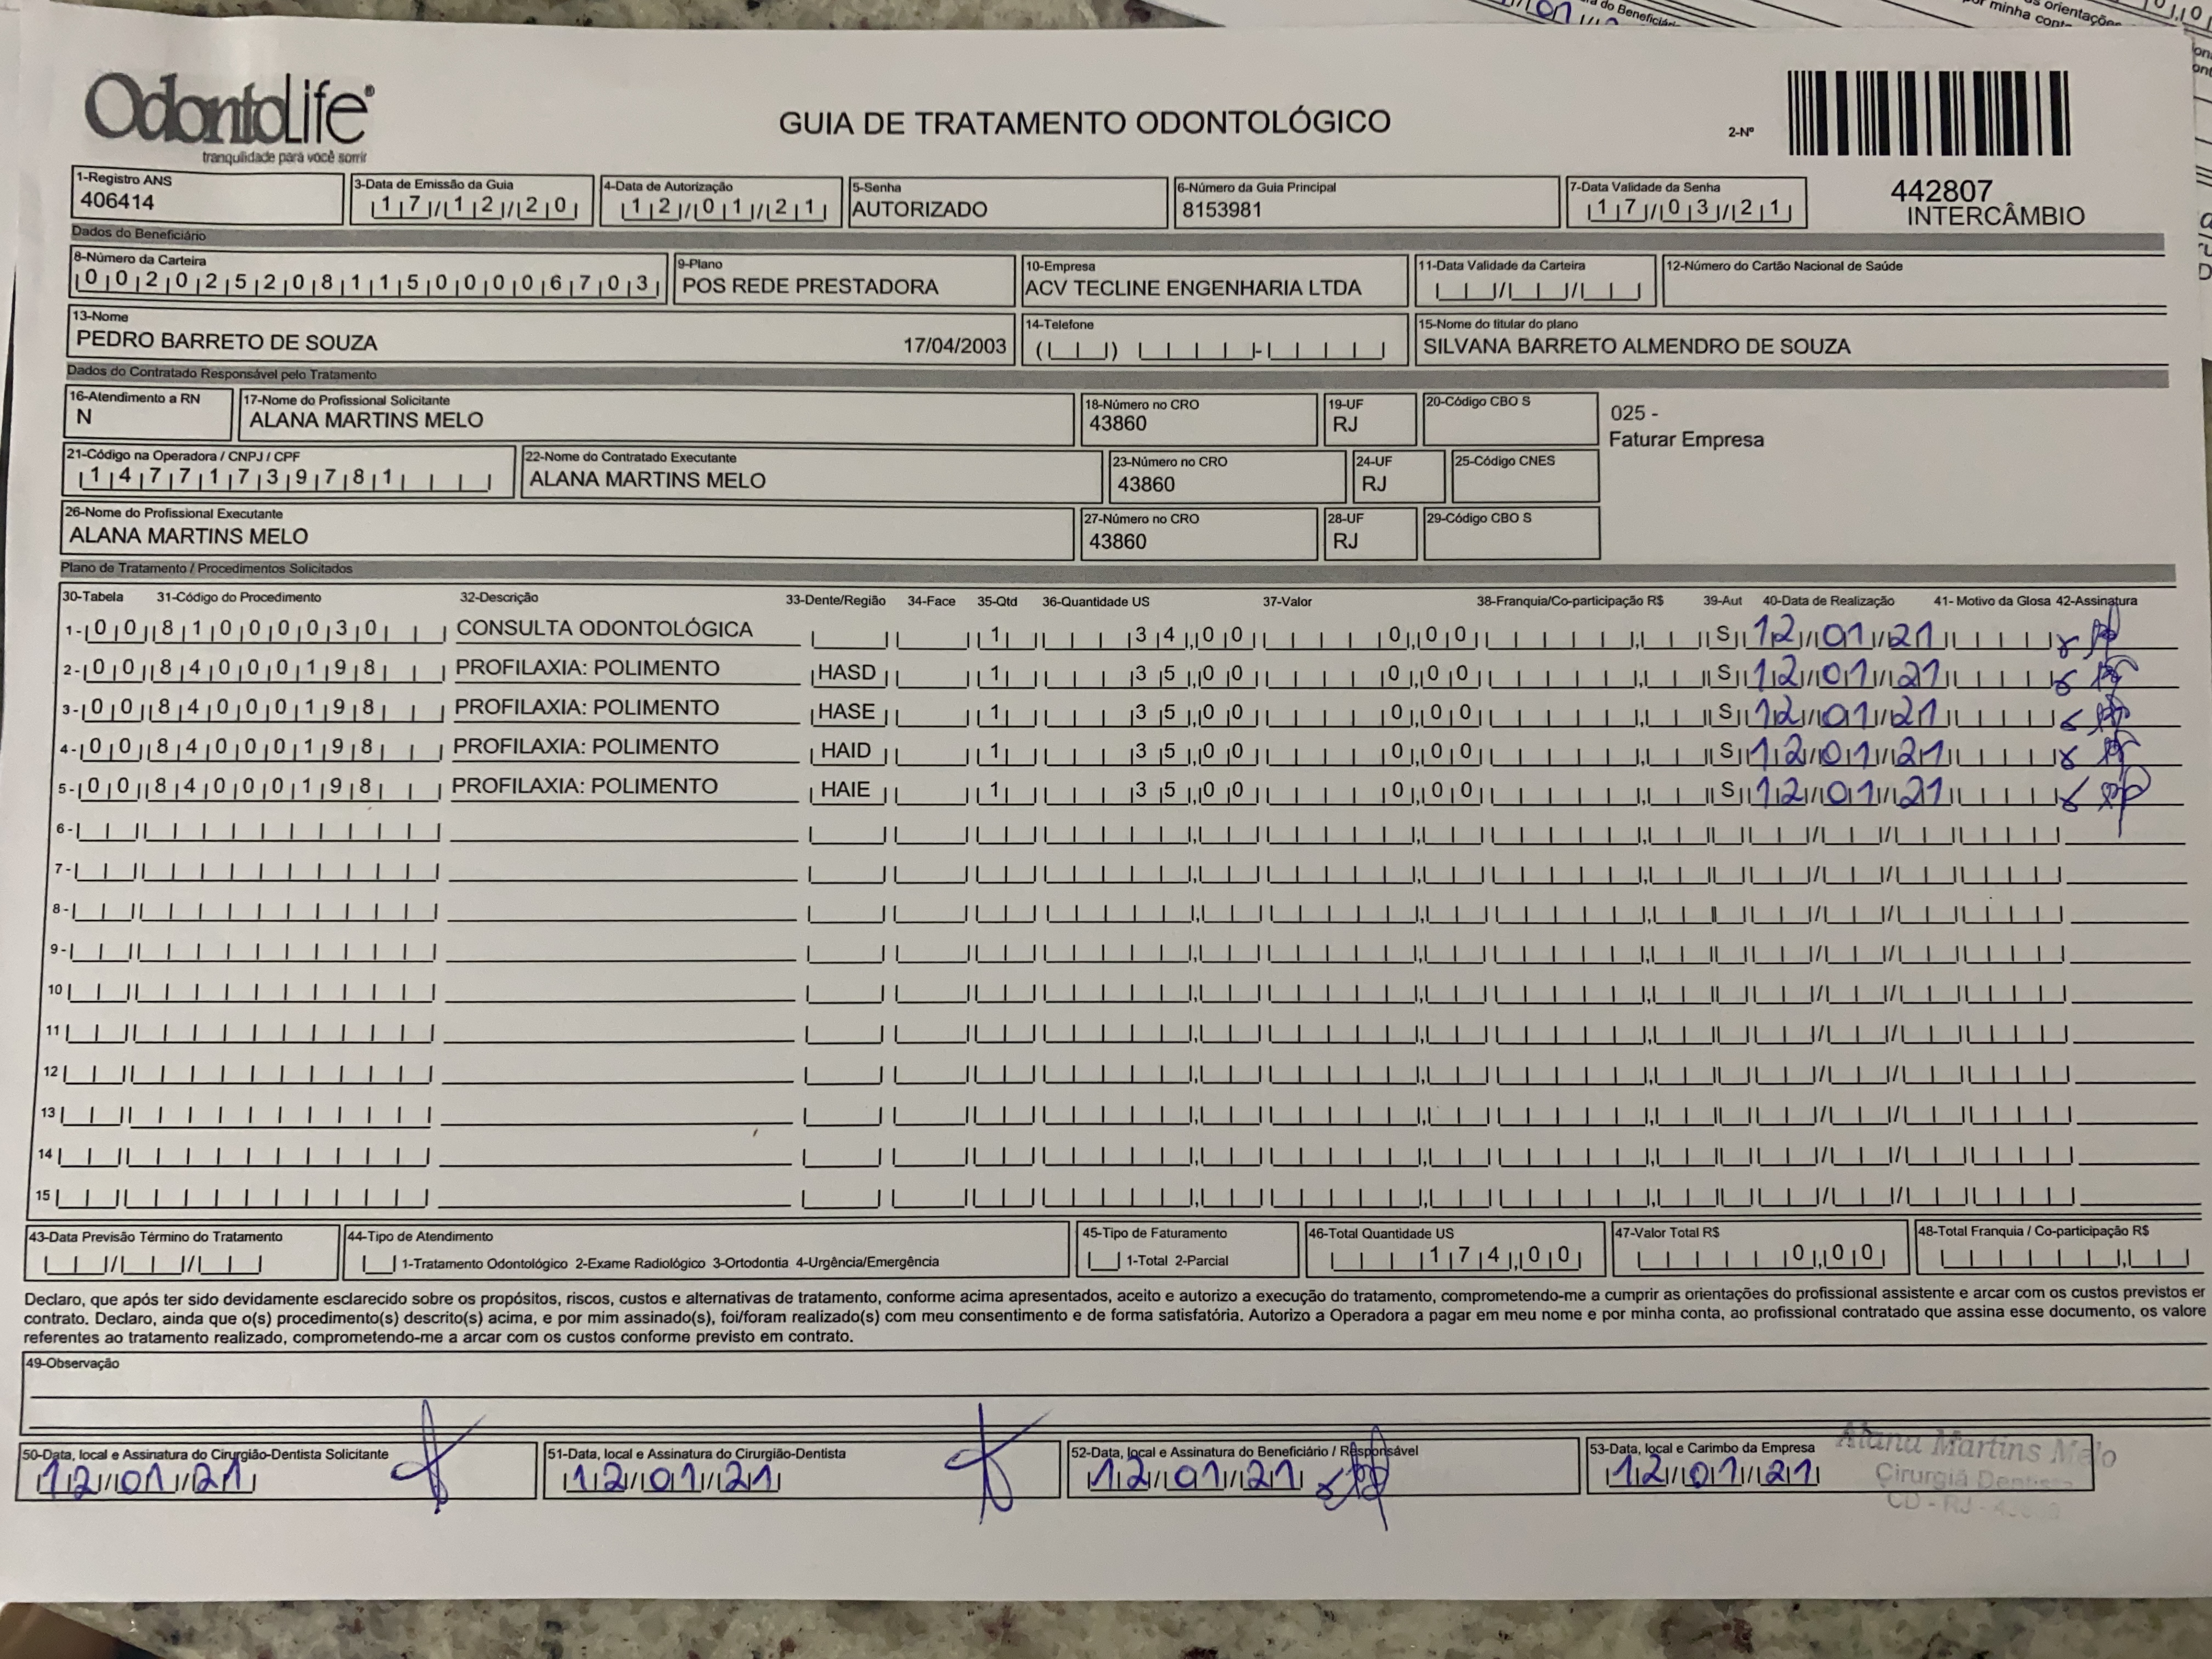 OdontoLife®
tranquilidade para você sorrir
GUIA DE TRATAMENTO ODONTOLÓGICO
2-Nº
442807
INTERCÂMBIO
1-Registro ANS
406414
3-Data de Emissão da Guia
17/12/20
4-Data de Autorização
12/01/21
5-Senha
AUTORIZADO
6-Número da Guia Principal
8153981
7-Data Validade da Senha
17/03/21
Dados do Beneficiário
8-Número da Carteira
00202520811500006703
9-Plano
POS REDE PRESTADORA
10-Empresa
ACV TECLINE ENGENHARIA LTDA
11-Data Validade da Carteira
12-Número do Cartão Nacional de Saúde
13-Nome
PEDRO BARRETO DE SOUZA 17/04/2003
14-Telefone
15-Nome do titular do plano
SILVANA BARRETO ALMENDRO DE SOUZA
Dados do Contratado Responsável pelo Tratamento
16-Atendimento a RN
N
17-Nome do Profissional Solicitante
ALANA MARTINS MELO
18-Número no CRO
43860
19-UF
RJ
20-Código CBO S
025 -
Faturar Empresa
21-Código na Operadora / CNPJ / CPF
14771739781
22-Nome do Contratado Executante
ALANA MARTINS MELO
23-Número no CRO
43860
24-UF
RJ
25-Código CNES
26-Nome do Profissional Executante
ALANA MARTINS MELO
27-Número no CRO
43860
28-UF
RJ
29-Código CBO S
Plano de Tratamento / Procedimentos Solicitados
30-Tabela 31-Código do Procedimento 32-Descrição 33-Dente/Região 34-Face 35-Qtd 36-Quantidade US 37-Valor 38-Franquia/Co-participação R$ 39-Aut 40-Data de Realização 41- Motivo da Glosa 42-Assinatura
1- 00 81000030 CONSULTA ODONTOLÓGICA 1 34,00 0,00 S 12/01/21
2- 00 84000198 PROFILAXIA: POLIMENTO HASD 1 35,00 0,00 S 12/01/21
3- 00 84000198 PROFILAXIA: POLIMENTO HASE 1 35,00 0,00 S 12/01/21
4- 00 84000198 PROFILAXIA: POLIMENTO HAID 1 35,00 0,00 S 12/01/21
5- 00 84000198 PROFILAXIA: POLIMENTO HAIE 1 35,00 0,00 S 12/01/21
6-
7-
8-
9-
10
11
12
13
14
15
43-Data Previsão Término do Tratamento
44-Tipo de Atendimento
1-Tratamento Odontológico 2-Exame Radiológico 3-Ortodontia 4-Urgência/Emergência
45-Tipo de Faturamento
1-Total 2-Parcial
46-Total Quantidade US
174,00
47-Valor Total R$
0,00
48-Total Franquia / Co-participação R$
Declaro, que após ter sido devidamente esclarecido sobre os propósitos, riscos, custos e alternativas de tratamento, conforme acima apresentados, aceito e autorizo a execução do tratamento, comprometendo-me a cumprir as orientações do profissional assistente e arcar com os custos previstos er
contrato. Declaro, ainda que o(s) procedimento(s) descrito(s) acima, e por mim assinado(s), foi/foram realizado(s) com meu consentimento e de forma satisfatória. Autorizo a Operadora a pagar em meu nome e por minha conta, ao profissional contratado que assina esse documento, os valore
referentes ao tratamento realizado, comprometendo-me a arcar com os custos conforme previsto em contrato.
49-Observação
50-Data, local e Assinatura do Cirurgião-Dentista Solicitante
12/01/21
51-Data, local e Assinatura do Cirurgião-Dentista
12/01/21
52-Data, local e Assinatura do Beneficiário / Responsável
12/01/21
53-Data, local e Carimbo da Empresa
12/01/21
Alana Martins Melo
Cirurgiã Dentista
CD - RJ -